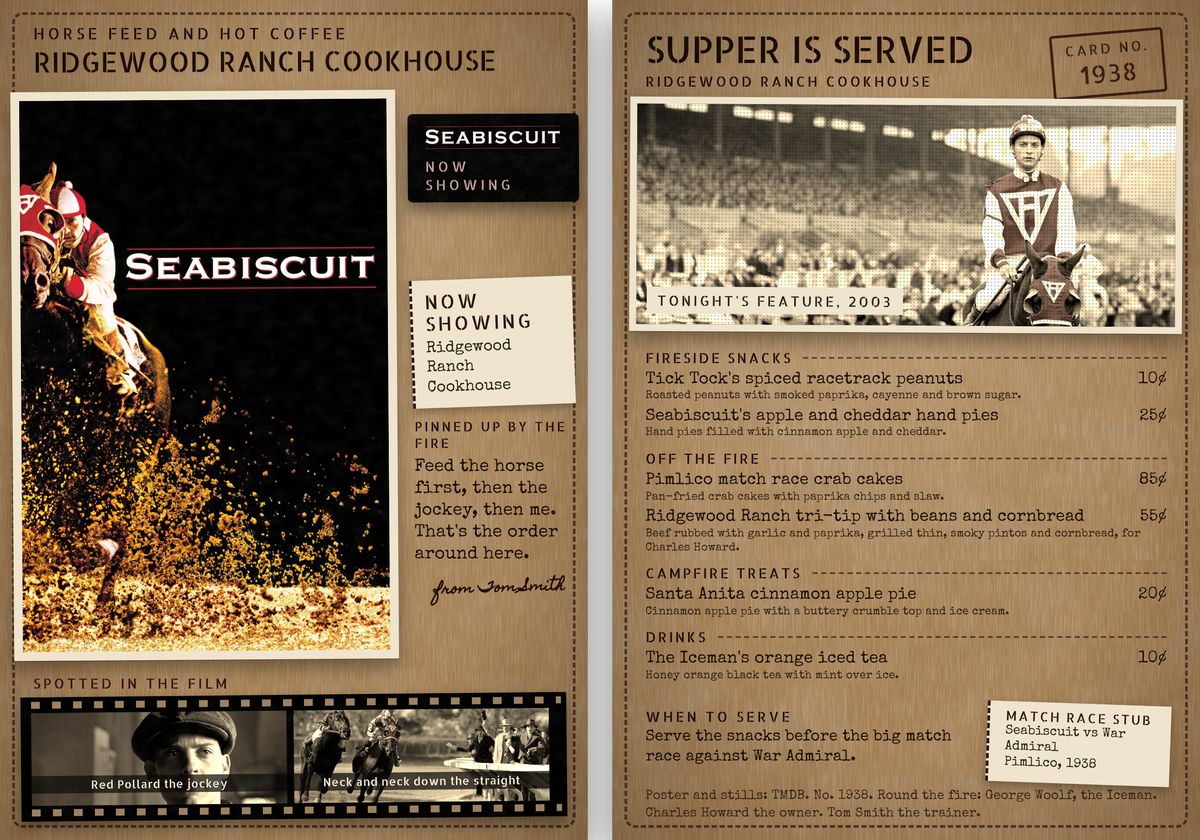 HORSE FEED AND HOT COFFEE
RIDGEWOOD RANCH COOKHOUSE
SEABISCUIT
SEABISCUIT
NOW
SHOWING
NOW
SHOWING
Ridgewood
Ranch
Cookhouse
PINNED UP BY THE
FIRE
Feed the horse
first, then the
jockey, then me.
That's the order
around here.
from Tom Smith
SPOTTED IN THE FILM
Red Pollard the jockey
Neck and neck down the straight
SUPPER IS SERVED
RIDGEWOOD RANCH COOKHOUSE
CARD NO.
1938
TONIGHT'S FEATURE, 2003
FIRESIDE SNACKS
Tick Tock's spiced racetrack peanuts 10¢
Roasted peanuts with smoked paprika, cayenne and brown sugar.
Seabiscuit's apple and cheddar hand pies 25¢
Hand pies filled with cinnamon apple and cheddar.
OFF THE FIRE
Pimlico match race crab cakes 85¢
Pan-fried crab cakes with paprika chips and slaw.
Ridgewood Ranch tri-tip with beans and cornbread 55¢
Beef rubbed with garlic and paprika, grilled thin, smoky pintos and cornbread, for
Charles Howard.
CAMPFIRE TREATS
Santa Anita cinnamon apple pie 20¢
Cinnamon apple pie with a buttery crumble top and ice cream.
DRINKS
The Iceman's orange iced tea 10¢
Honey orange black tea with mint over ice.
WHEN TO SERVE
Serve the snacks before the big match
race against War Admiral.
MATCH RACE STUB
Seabiscuit vs War
Admiral
Pimlico, 1938
Poster and stills: TMDB. No. 1938. Round the fire: George Woolf, the Iceman.
Charles Howard the owner. Tom Smith the trainer.